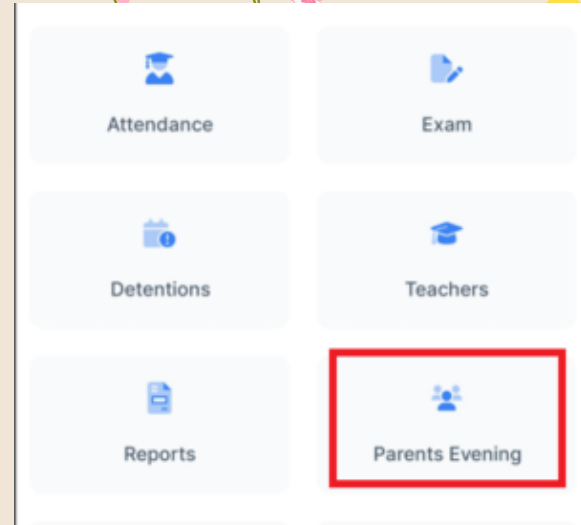 Attendance
Exam
Detentions
Teachers
Reports
Parents Evening